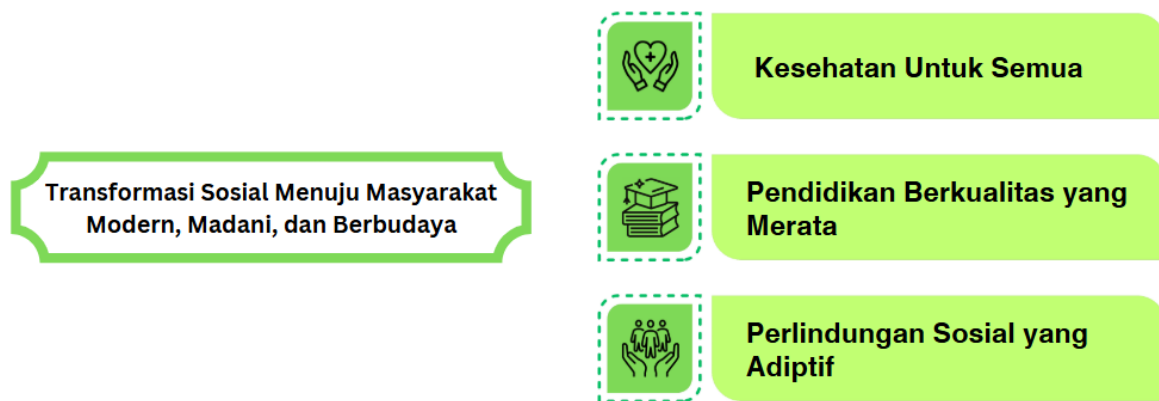 Kesehatan Untuk Semua
Transformasi Sosial Menuju Masyarakat
Modern, Madani, dan Berbudaya
Pendidikan Berkualitas yang
Merata
Perlindungan Sosial yang
Adiptif